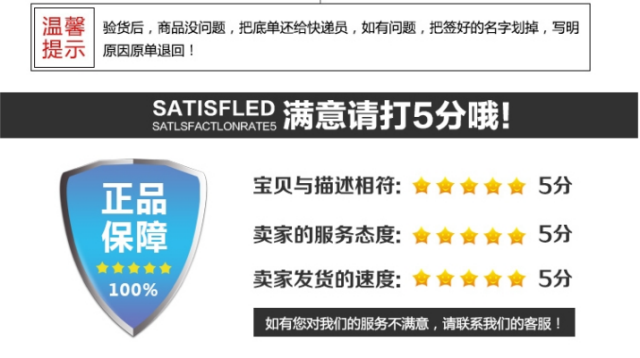 温馨
提示
验货后，商品没问题，把底单还给快递员，如有问题，把签好的名字划掉，写明
原因原单退回！
SATISFLED
SATLSFACTLONRATE5
满意请打5分哦!
正品
保障
100%
宝贝与描述相符: 5分
卖家的服务态度: 5分
卖家发货的速度: 5分
如有您对我们的服务不满意，请联系我们的客服！